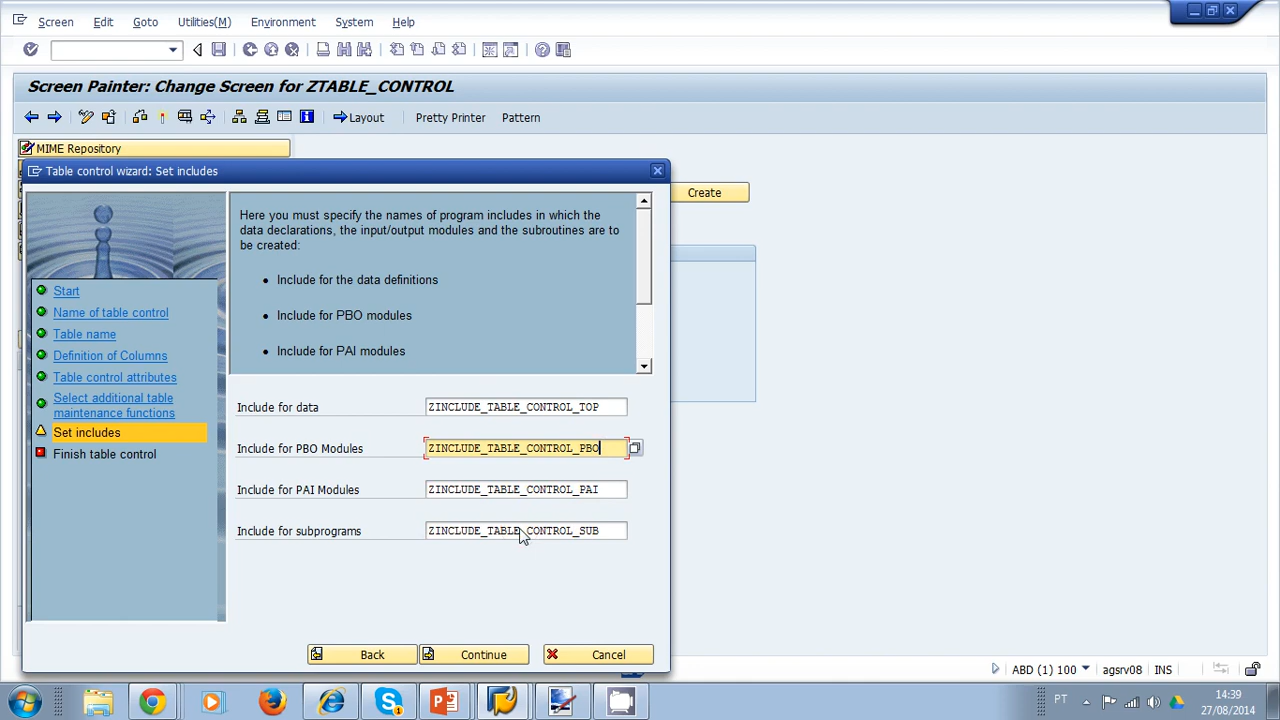 Screen Edit Goto Utilities(M) Environment System Help
Screen Painter: Change Screen for ZTABLE_CONTROL
Layout Pretty Printer Pattern
MIME Repository
Table control wizard: Set includes
Create
Here you must specify the names of program includes in which the
data declarations, the input/output modules and the subroutines are to
be created:
• Include for the data definitions
• Include for PBO modules
• Include for PAI modules
Start
Name of table control
Table name
Definition of Columns
Table control attributes
Select additional table
maintenance functions
Set includes
Finish table control
Include for data ZINCLUDE_TABLE_CONTROL_TOP
Include for PBO Modules ZINCLUDE_TABLE_CONTROL_PBO
Include for PAI Modules ZINCLUDE_TABLE_CONTROL_PAI
Include for subprograms ZINCLUDE_TABLE_CONTROL_SUB
Back Continue Cancel
ABD (1) 100 agsrv08 INS
PT
14:39
27/08/2014